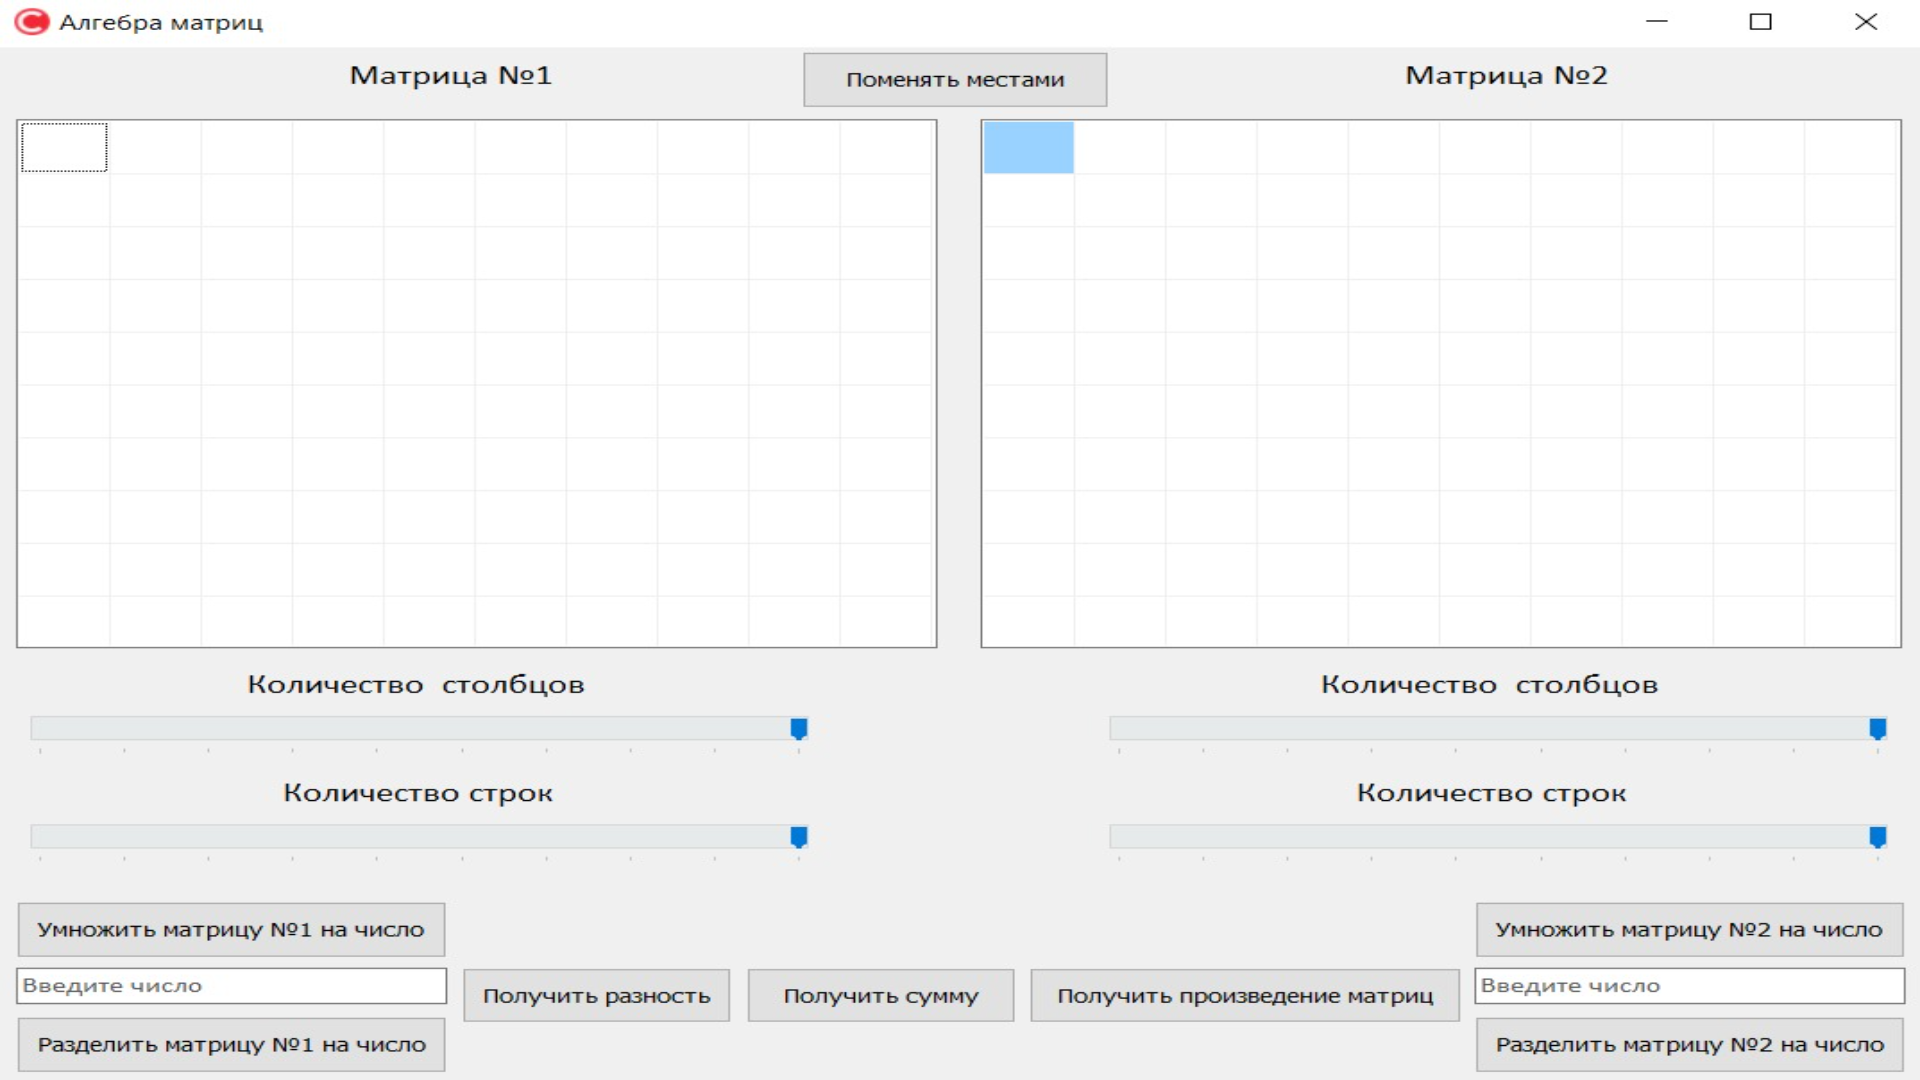 Алгебра матриц
Матрица №1
Поменять местами
Матрица №2
Количество столбцов
Количество столбцов
Количество строк
Количество строк
Умножить матрицу №1 на число
Умножить матрицу №2 на число
Введите число
Получить разность
Получить сумму
Получить произведение матриц
Введите число
Разделить матрицу №1 на число
Разделить матрицу №2 на число